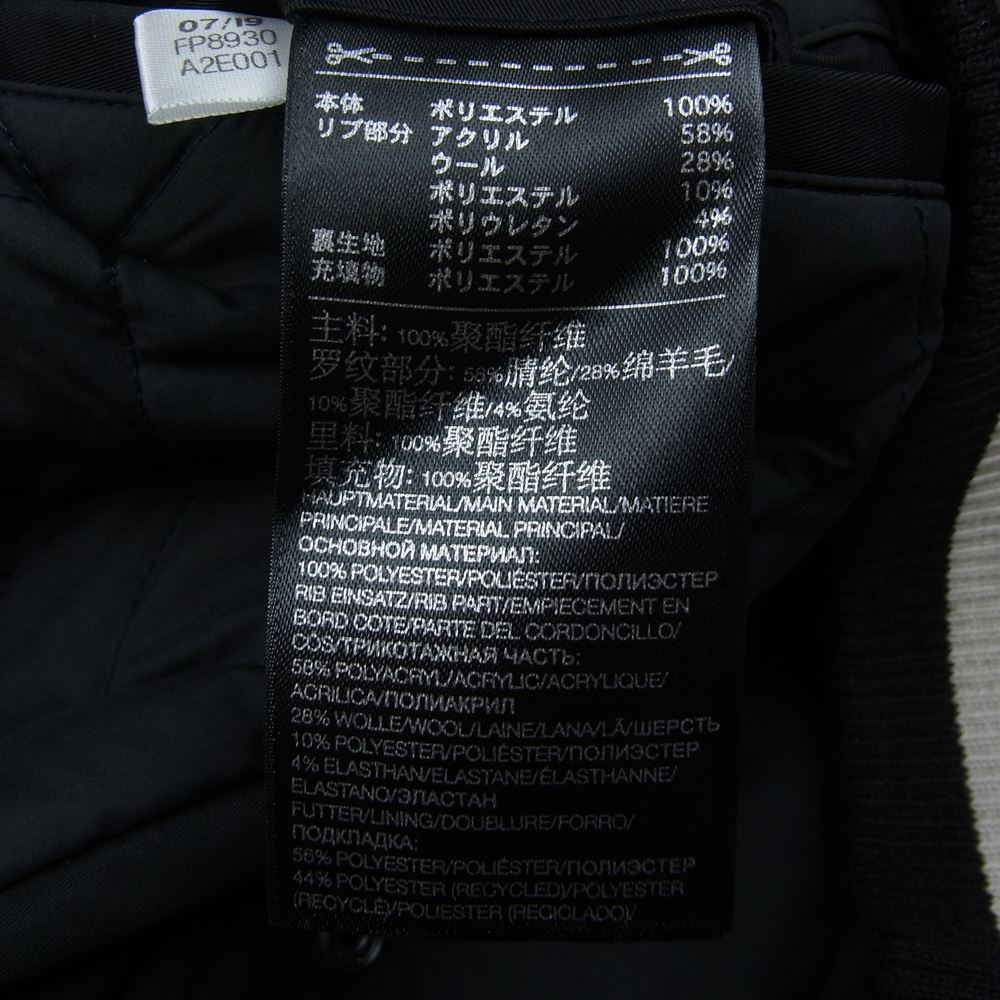 07/19
FP8930
A2E001
本体 ポリエステル 100%
リブ部分 アクリル 58%
ウール 28%
ポリエステル 10%
ポリウレタン 4%
裏生地 ポリエステル 100%
充填物 ポリエステル 100%
主料: 100%聚酯纤维
罗纹部分: 58%腈纶/28%绵羊毛/
10%聚酯纤维/4%氨纶
里料: 100%聚酯纤维
填充物: 100%聚酯纤维
HAUPTMATERIAL/MAIN MATERIAL/MATIERE
PRINCIPALE/MATERIAL PRINCIPAL/
ОСНОВНОЙ МАТЕРИАЛ:
100% POLYESTER/POLIÉSTER/ПОЛИЭСТЕР
RIB EINSATZ/RIB PART/EMPIECEMENT EN
BORD COTE/PARTE DEL CORDONCILLO/
COS/ТРИКОТАЖНАЯ ЧАСТЬ:
58% POLYACRYL/ACRYLIC/ACRYLIQUE/
ACRILICA/ПОЛИАКРИЛ
28% WOLLE/WOOL/LAINE/LANA/LÃ/ШЕРСТЬ
10% POLYESTER/POLIÉSTER/ПОЛИЭСТЕР
4% ELASTHAN/ELASTANE/ÉLASTHANNE/
ELASTANO/ЭЛАСТАН
FUTTER/LINING/DOUBLURE/FORRO/
ПОДКЛАДКА:
56% POLYESTER/POLIÉSTER/ПОЛИЭСТЕР
44% POLYESTER (RECYCLED)/POLYESTER
(RECYCLÉ)/POLIESTER (RECICLADO)/